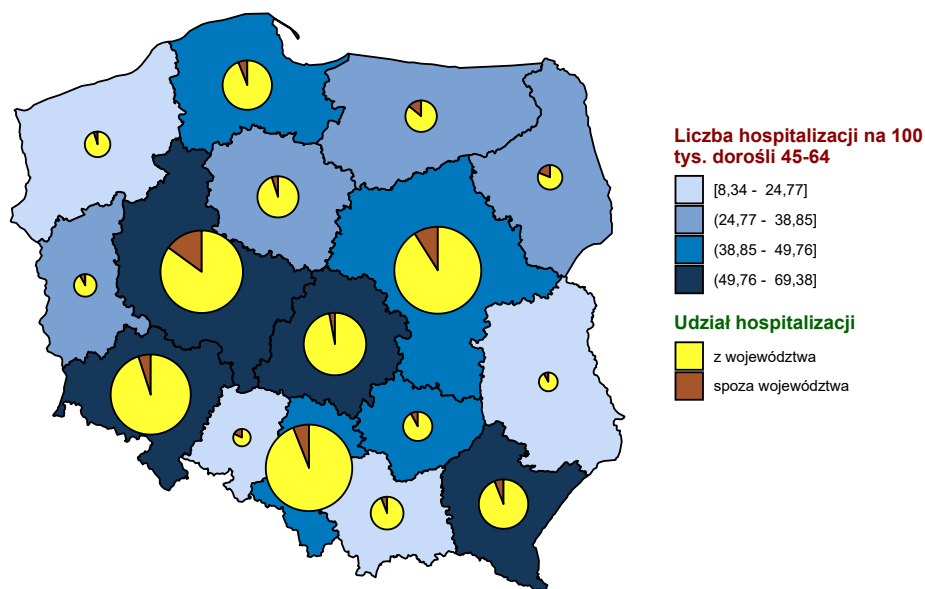 Liczba hospitalizacji na 100
tys. dorośli 45-64
[8,34 - 24,77]
(24,77 - 38,85]
(38,85 - 49,76]
(49,76 - 69,38]
Udział hospitalizacji
z województwa
spoza województwa